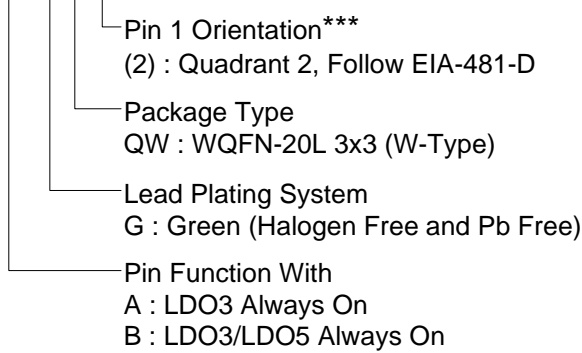 Pin 1 Orientation***
(2) : Quadrant 2, Follow EIA-481-D
Package Type
QW : WQFN-20L 3x3 (W-Type)
Lead Plating System
G : Green (Halogen Free and Pb Free)
Pin Function With
A : LDO3 Always On
B : LDO3/LDO5 Always On